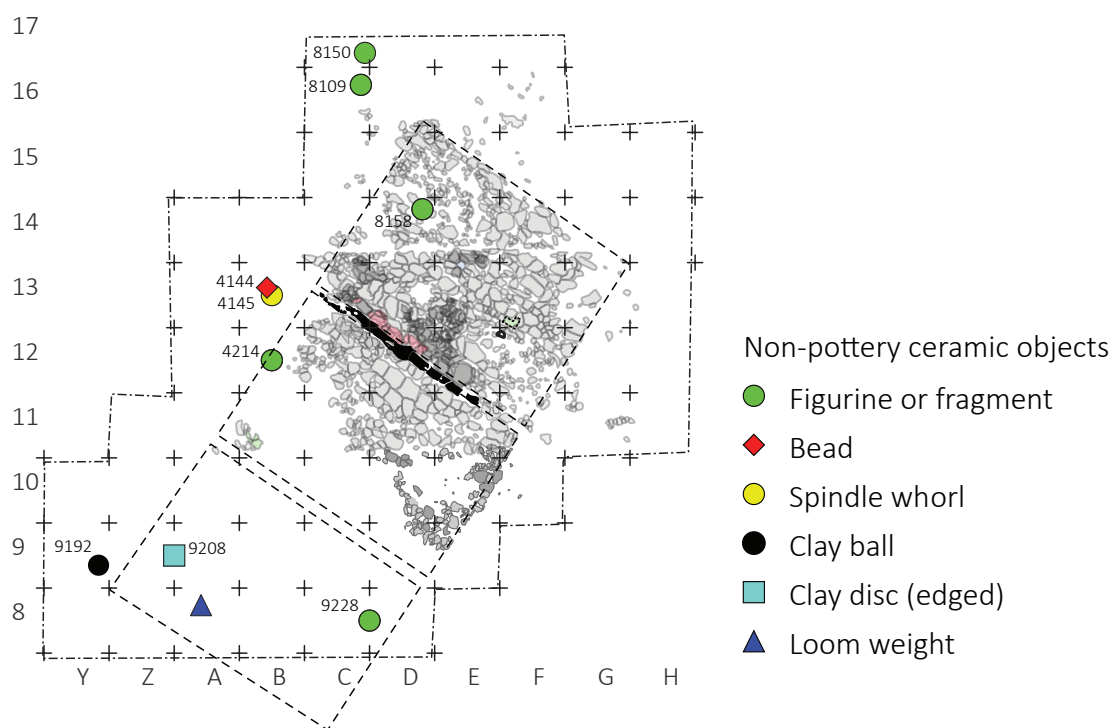 17
8150
16
8109
15
14
8158
13
4144
4145
12
4214
11
10
9
9192
9208
8
9228
Y Z A B C D E F G H
Non-pottery ceramic objects
Figurine or fragment
Bead
Spindle whorl
Clay ball
Clay disc (edged)
Loom weight